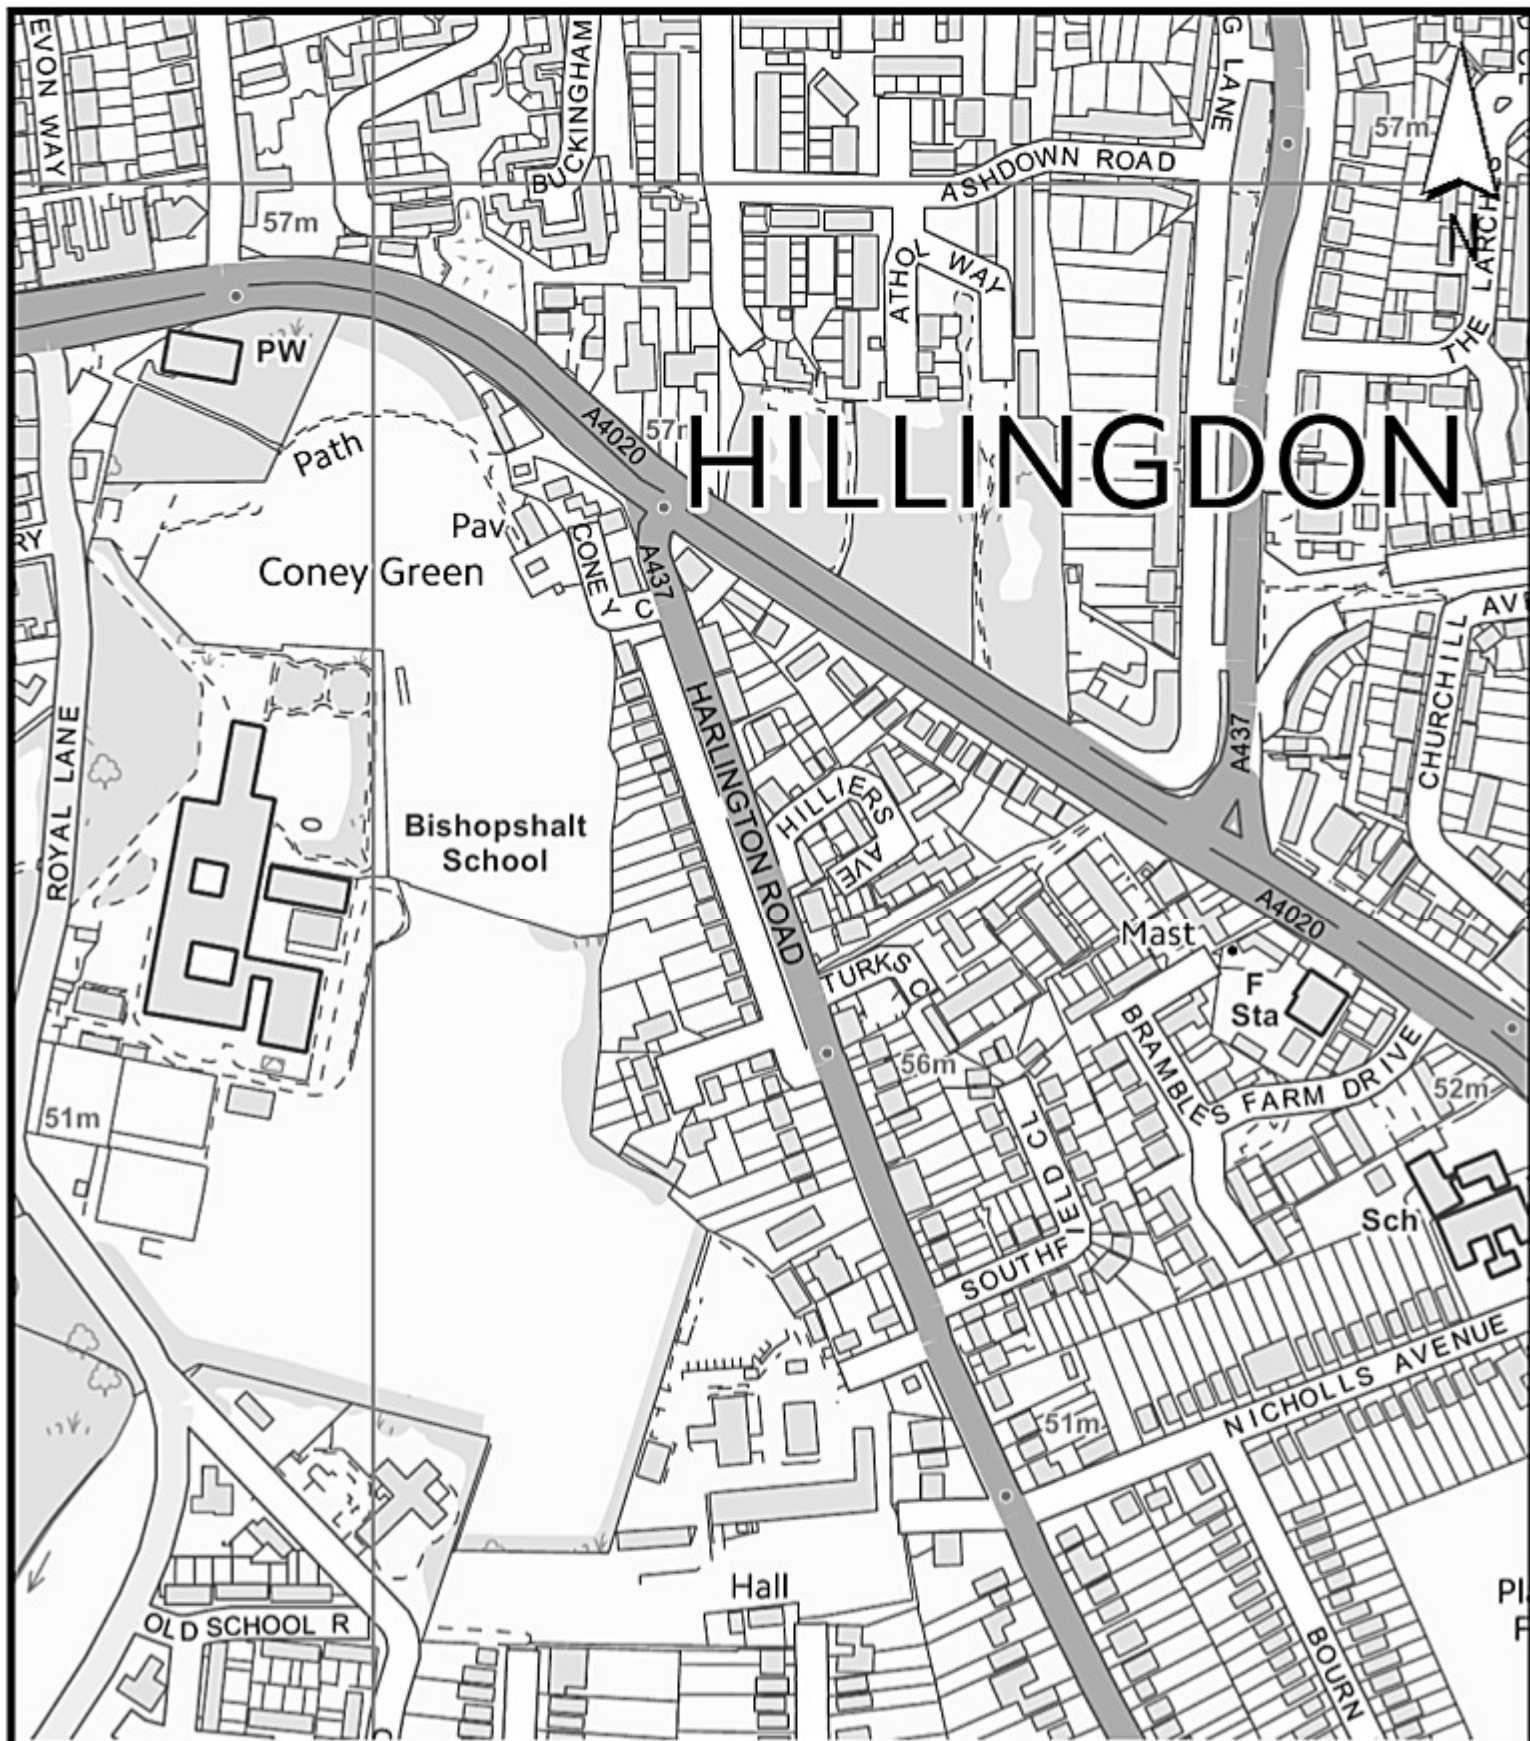 EVON WAY
BUCKINGHAM
G LANE
57m
ASHDOWN ROAD
N
57m
ATHOL WAY
THE LARCHES
PW
A4020
57m
HILLINGDON
Path
Pav
CONEY C
A437
Coney Green
RY
AVE
CHURCHILL
ROYAL LANE
HARLINGTON ROAD
A437
HILLIERS AVE
Bishopshalt
School
A4020
Mast
TURKS C
F
Sta
BRAMBLES FARM DRIVE
56m
52m
51m
SOUTHFIELD CL
Sch
NICHOLLS AVENUE
51m
Hall
OLD SCHOOL R
BOURN